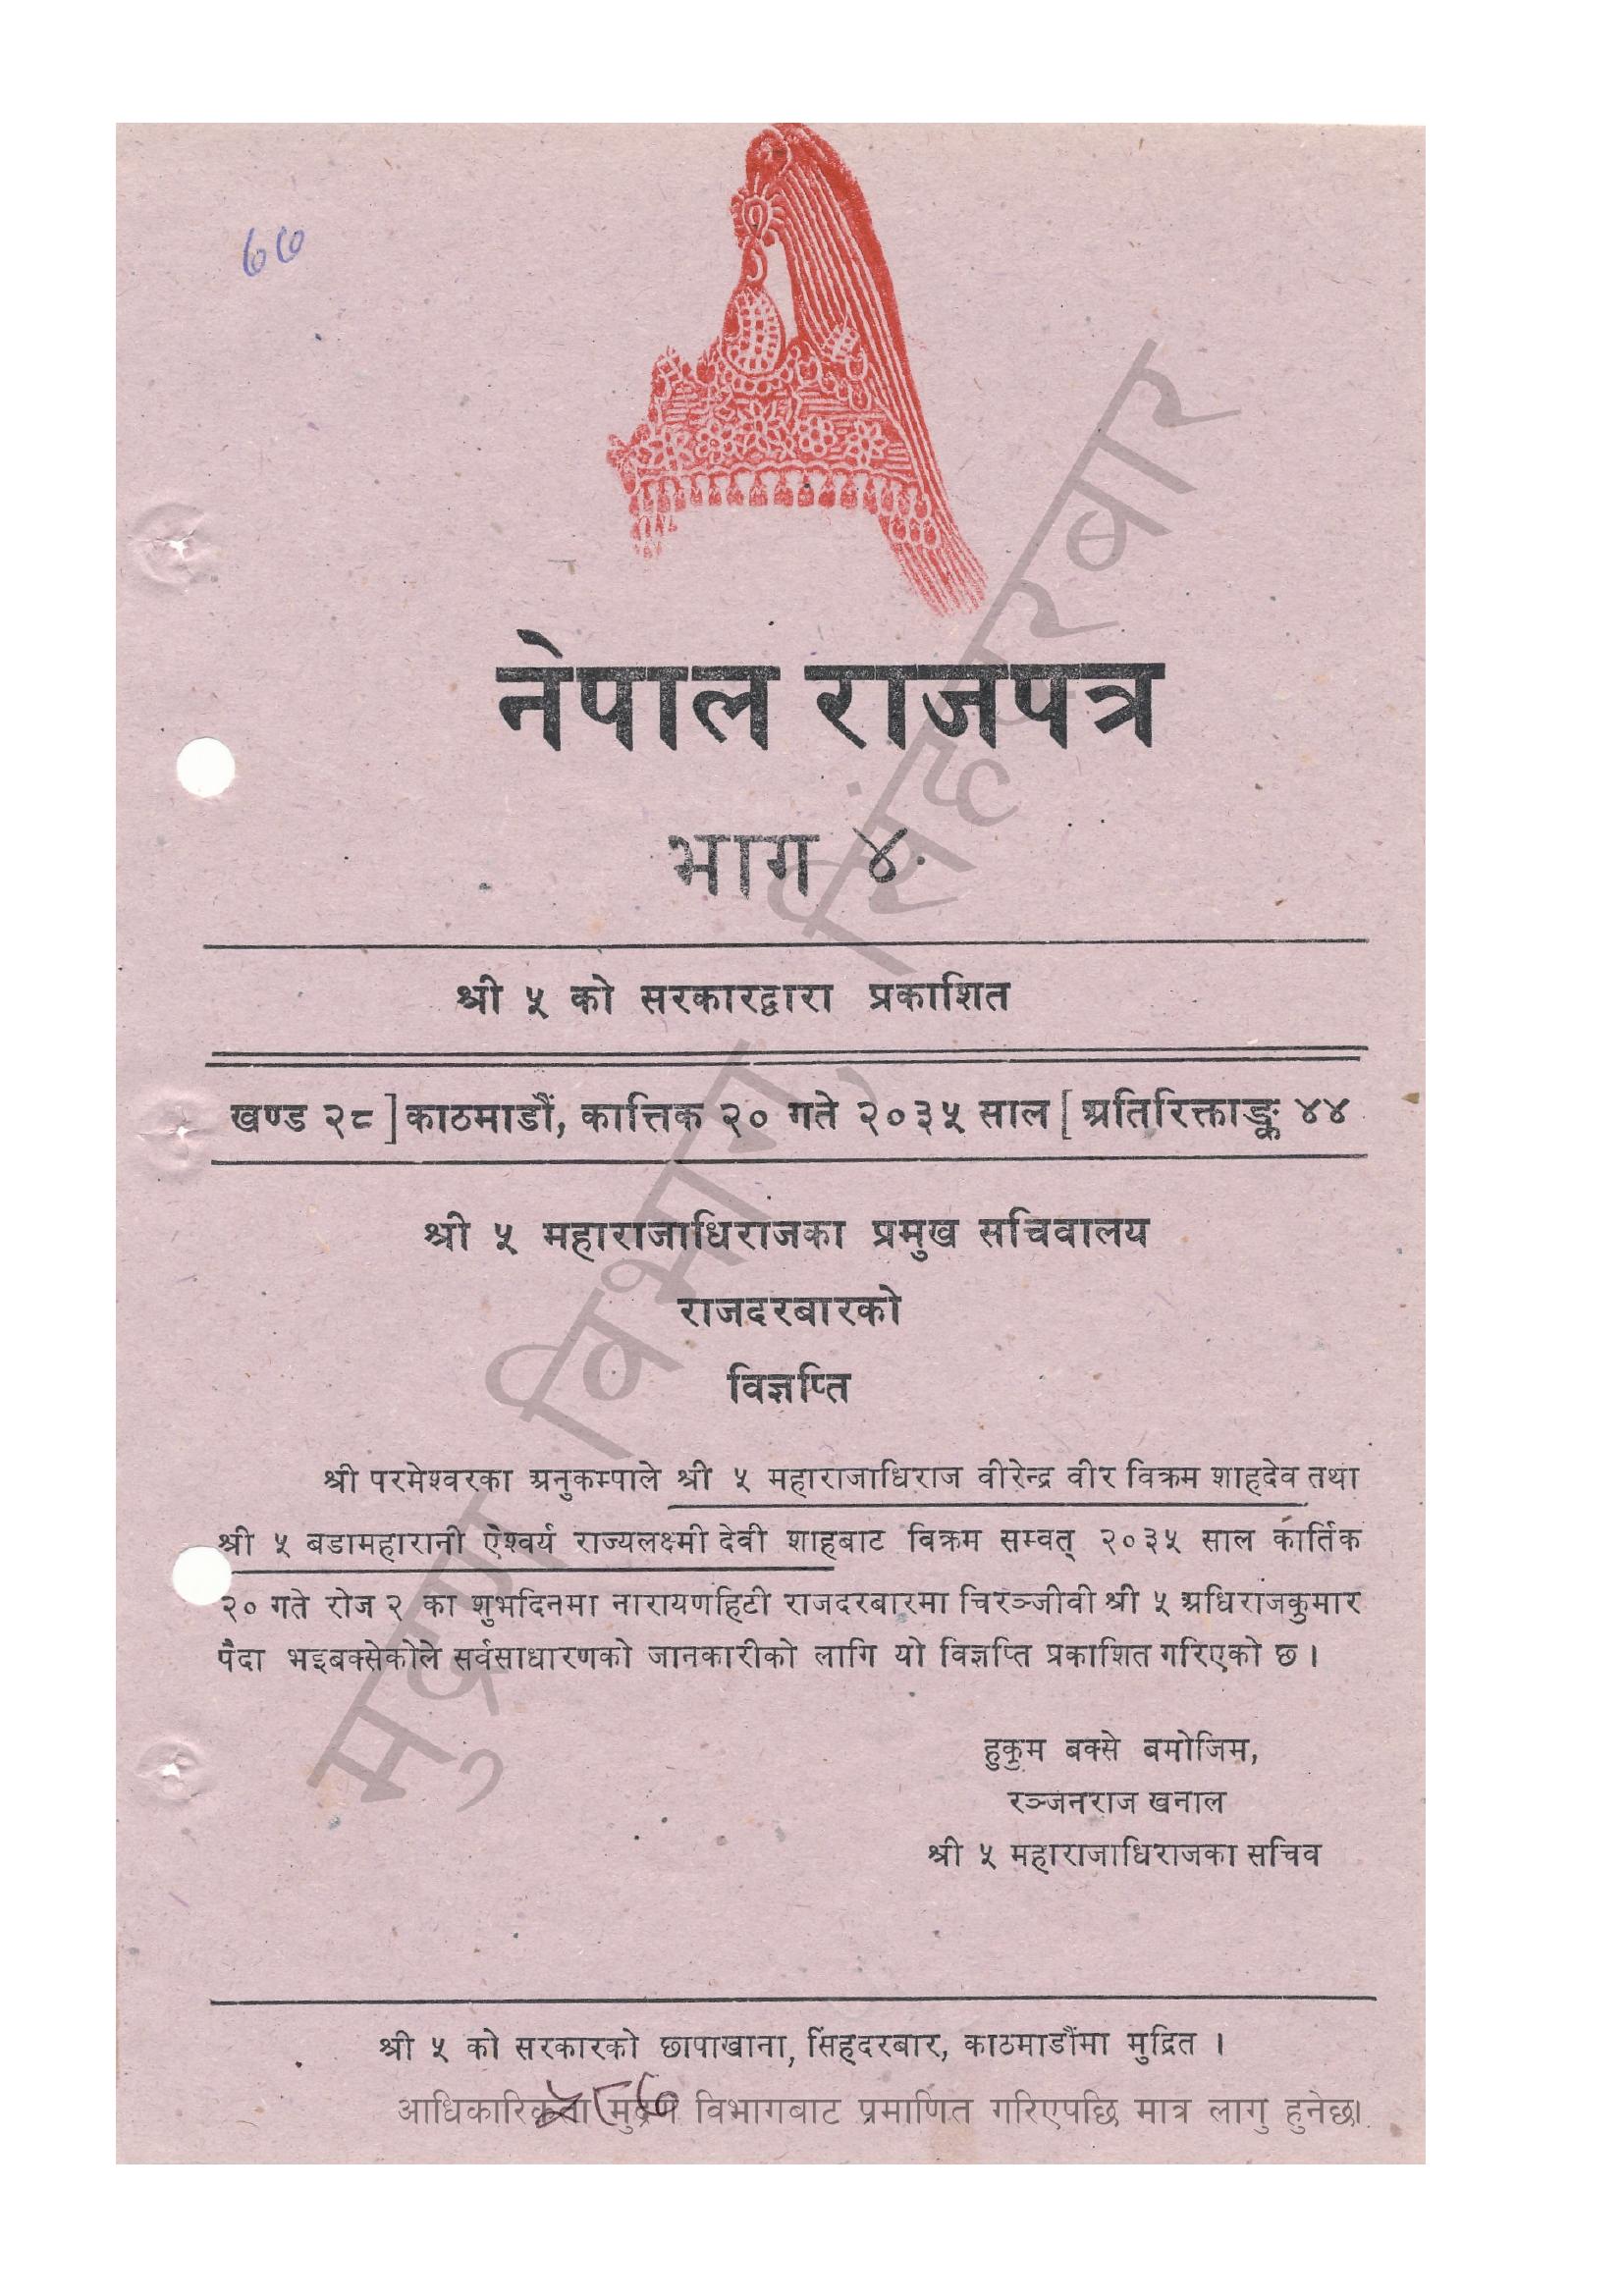 ७७
नेपाल राजपत्र
भाग ४
श्री ५ को सरकारद्वारा प्रकाशित
खण्ड २८] काठमाडौं, कात्तिक २० गते २०३५ साल [ अतिरिक्ताङ्क ४४
श्री ५ महाराजाधिराजका प्रमुख सचिवालय
राजदरबारको
विज्ञप्ति
श्री परमेश्वरका अनुकम्पाले श्री ५ महाराजाधिराज वीरेन्द्र वीर विक्रम शाहदेव तथा
श्री ५ बडामहारानी ऐश्वर्य राज्यलक्ष्मी देवी शाहबाट विक्रम सम्वत् २०३५ साल कार्तिक
२० गते रोज २ का शुभदिनमा नारायणहिटी राजदरबारमा चिरञ्जीवी श्री ५ अधिराजकुमार
पैदा भइबक्सेकोले सर्वसाधारणको जानकारीको लागि यो विज्ञप्ति प्रकाशित गरिएको छ ।
हुकुम बक्से बमोजिम,
रञ्जनराज खनाल
श्री ५ महाराजाधिराजका सचिव
श्री ५ को सरकारको छापाखाना, सिंहदरबार, काठमाडौंमा मुद्रित ।
आधिकारिकता मुद्रण विभागबाट प्रमाणित गरिएपछि मात्र लागु हुनेछ।
मुद्रण विभाग, सिंहदरबार